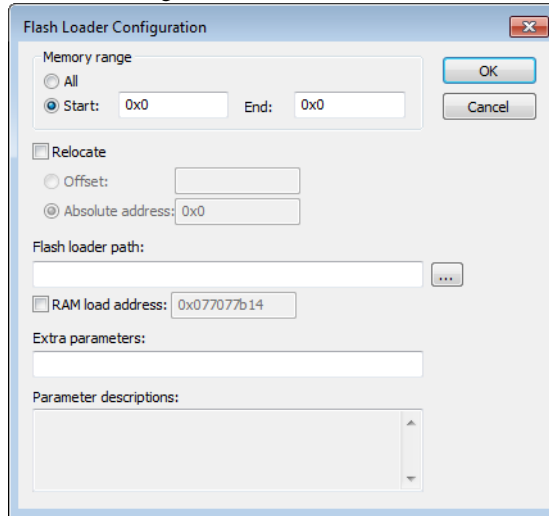 Flash Loader Configuration
Memory range
All
OK
Start: 0x0 End: 0x0
Cancel
Relocate
Offset:
Absolute address: 0x0
Flash loader path:
...
RAM load address: 0x077077b14
Extra parameters:
Parameter descriptions: